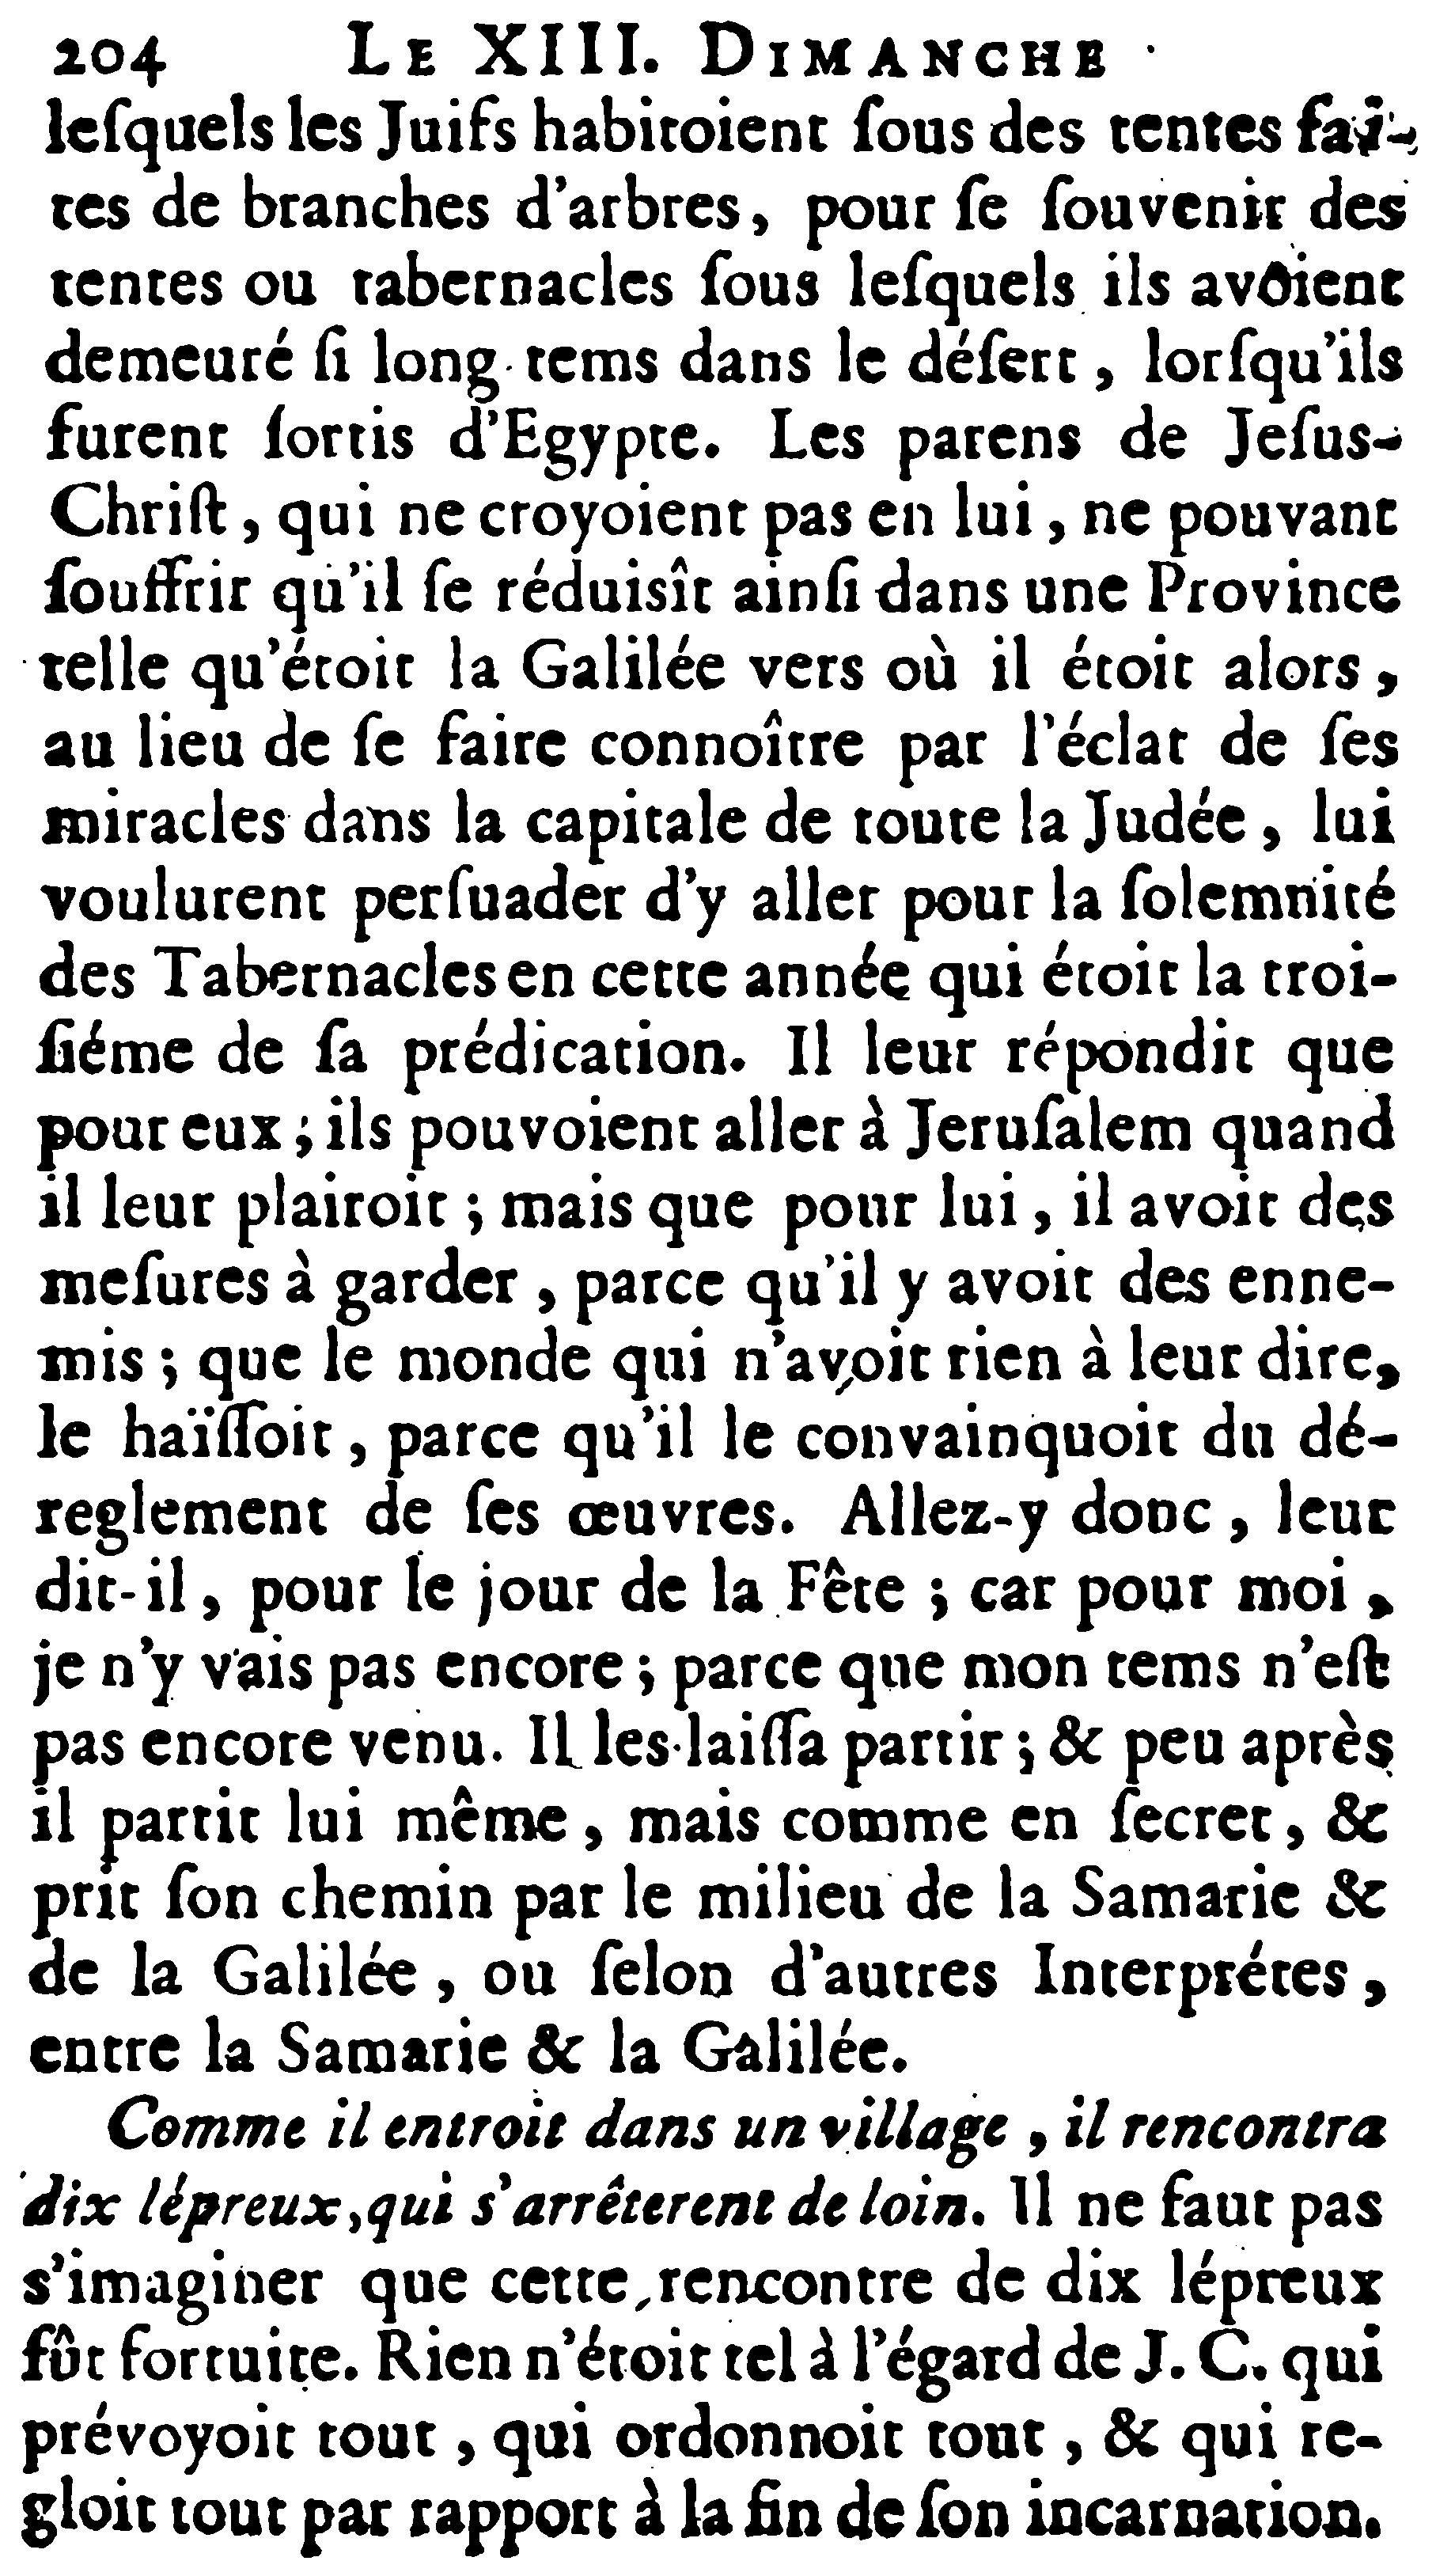 204 LE XIII. DIMANCHE
leſquels les Juifs habitoient ſous des tentes fai-
tes de branches d'arbres, pour ſe ſouvenir des
tentes ou tabernacles ſous leſquels ils avoient
demeuré ſi long tems dans le déſert, lorſqu'ils
furent ſortis d'Egypte. Les parens de Jeſus-
Chriſt, qui ne croyoient pas en lui, ne pouvant
ſouffrir qu'il ſe réduisît ainſi dans une Province
telle qu'étoit la Galilée vers où il étoit alors,
au lieu de ſe faire connoître par l'éclat de ſes
miracles dans la capitale de toute la Judée, lui
voulurent perſuader d'y aller pour la ſolemnité
des Tabernacles en cette année qui étoit la troi-
ſiéme de ſa prédication. Il leur répondit que
pour eux; ils pouvoient aller à Jeruſalem quand
il leur plairoit; mais que pour lui, il avoit des
meſures à garder, parce qu'il y avoit des enne-
mis; que le monde qui n'avoit rien à leur dire,
le haïſſoit, parce qu'il le convainquoit du dé-
reglement de ſes œuvres. Allez-y donc, leur
dit-il, pour le jour de la Fête; car pour moi,
je n'y vais pas encore; parce que mon tems n'eſt
pas encore venu. Il les laiſſa partir; & peu après
il partit lui même, mais comme en ſecret, &
prit ſon chemin par le milieu de la Samarie &
de la Galilée, ou ſelon d'autres Interprétes,
entre la Samarie & la Galilée.
Comme il entroit dans un village, il rencontra
dix lépreux, qui s'arrêterent de loin. Il ne faut pas
s'imaginer que cette rencontre de dix lépreux
fût fortuite. Rien n'étoit tel à l'égard de J. C. qui
prévoyoit tout, qui ordonnoit tout, & qui re-
gloit tout par rapport à la fin de ſon incarnation.